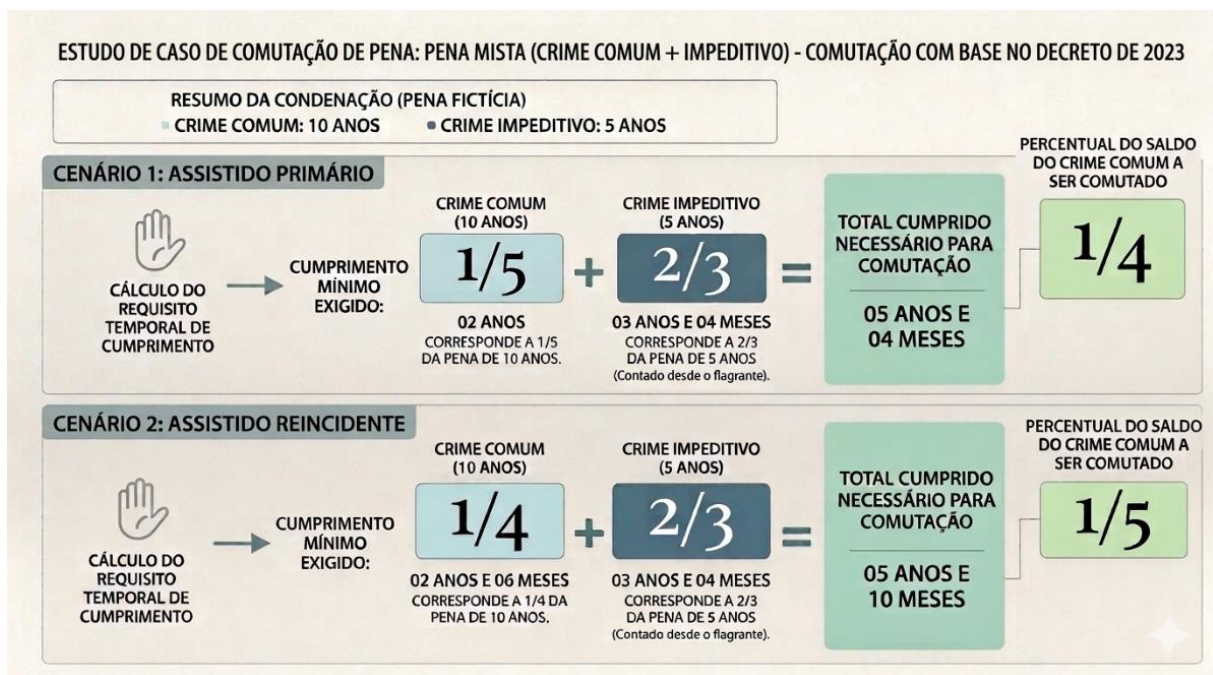 ESTUDO DE CASO DE COMUTAÇÃO DE PENA: PENA MISTA (CRIME COMUM + IMPEDITIVO) - COMUTAÇÃO COM BASE NO DECRETO DE 2023
RESUMO DA CONDENAÇÃO (PENA FICTÍCIA)
CRIME COMUM: 10 ANOS
CRIME IMPEDITIVO: 5 ANOS
CENÁRIO 1: ASSISTIDO PRIMÁRIO
CÁLCULO DO
REQUISITO
TEMPORAL DE
CUMPRIMENTO
CUMPRIMENTO
MÍNIMO
EXIGIDO:
CRIME COMUM
(10 ANOS)
1/5
02 ANOS
CORRESPONDE A 1/5
DA PENA DE 10 ANOS.
+
CRIME IMPEDITIVO
(5 ANOS)
2/3
03 ANOS E 04 MESES
CORRESPONDE A 2/3
DA PENA DE 5 ANOS
(Contado desde o flagrante).
=
TOTAL CUMPRIDO
NECESSÁRIO PARA
COMUTAÇÃO
05 ANOS E
04 MESES
PERCENTUAL DO SALDO
DO CRIME COMUM A
SER COMUTADO
1/4
CENÁRIO 2: ASSISTIDO REINCIDENTE
CÁLCULO DO
REQUISITO
TEMPORAL DE
CUMPRIMENTO
CUMPRIMENTO
MÍNIMO
EXIGIDO:
CRIME COMUM
(10 ANOS)
1/4
02 ANOS E 06 MESES
CORRESPONDE A 1/4 DA
PENA DE 10 ANOS.
+
CRIME IMPEDITIVO
(5 ANOS)
2/3
03 ANOS E 04 MESES
CORRESPONDE A 2/3
DA PENA DE 5 ANOS
(Contado desde o flagrante).
=
TOTAL CUMPRIDO
NECESSÁRIO PARA
COMUTAÇÃO
05 ANOS E
10 MESES
PERCENTUAL DO SALDO
DO CRIME COMUM A
SER COMUTADO
1/5